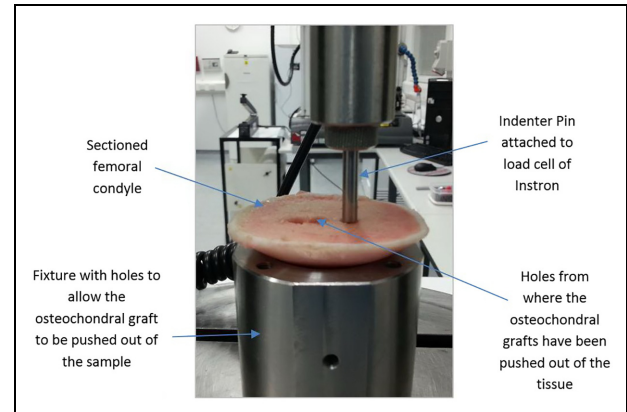 Sectioned
femoral
condyle
Indenter Pin
attached to
load cell of
Instron
Fixture with holes to
allow the
osteochondral graft
to be pushed out of
the sample
Holes from
where the
osteochondral
grafts have been
pushed out of the
tissue